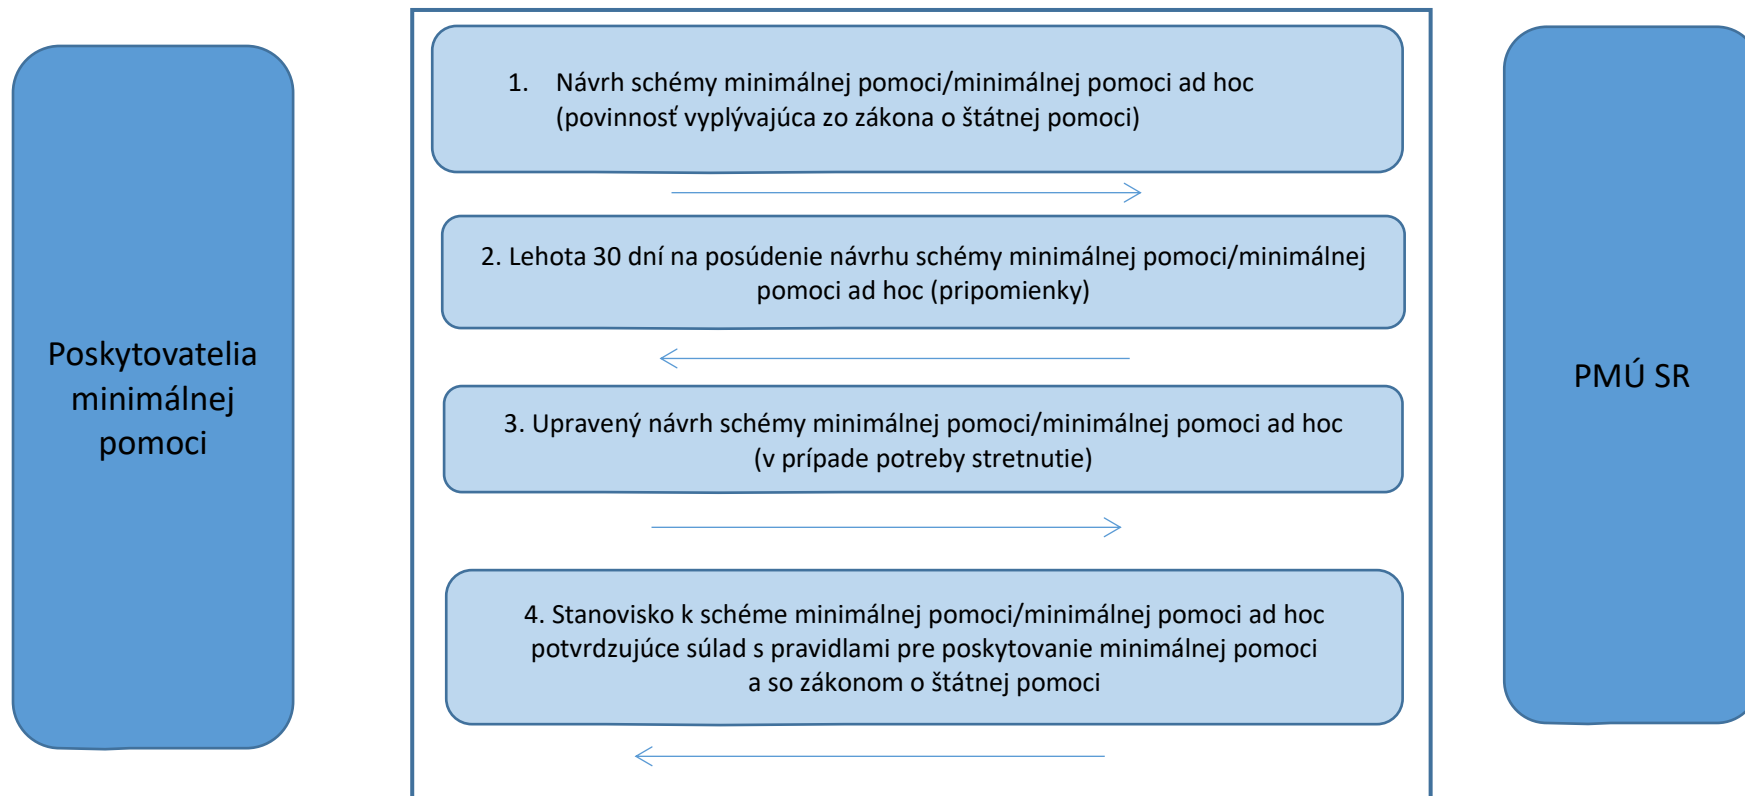 Poskytovatelia
minimálnej
pomoci
1. Návrh schémy minimálnej pomoci/minimálnej pomoci ad hoc
(povinnosť vyplývajúca zo zákona o štátnej pomoci)
2. Lehota 30 dní na posúdenie návrhu schémy minimálnej pomoci/minimálnej
pomoci ad hoc (pripomienky)
3. Upravený návrh schémy minimálnej pomoci/minimálnej pomoci ad hoc
(v prípade potreby stretnutie)
4. Stanovisko k schéme minimálnej pomoci/minimálnej pomoci ad hoc
potvrdzujúce súlad s pravidlami pre poskytovanie minimálnej pomoci
a so zákonom o štátnej pomoci
PMÚ SR